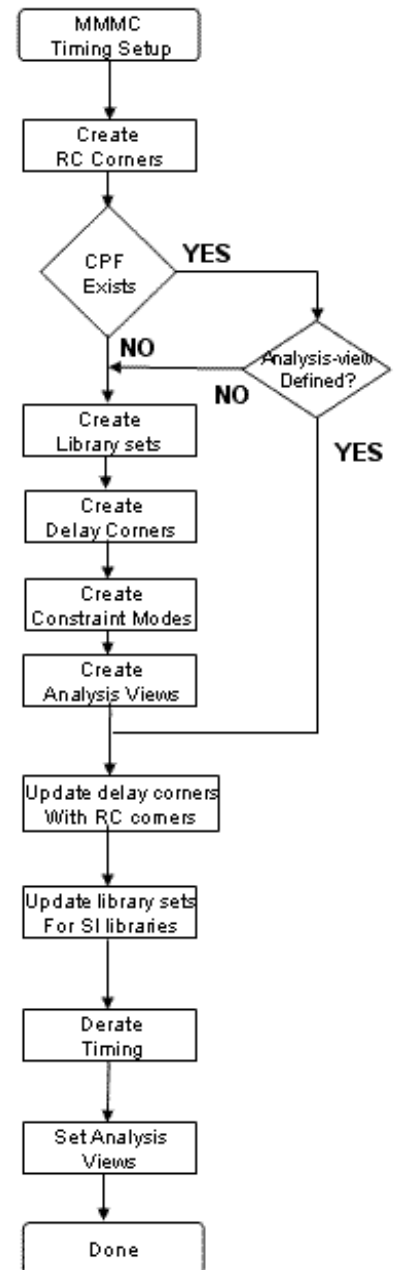 MMMC
Timing Setup
Create
RC Corners
CPF
Exists
YES
NO
Analysis-view
Defined?
NO
YES
Create
Library sets
Create
Delay Corners
Create
Constraint Modes
Create
Analysis Views
Update delay corners
With RC corners
Update library sets
For SI libraries
Derate
Timing
Set Analysis
Views
Done